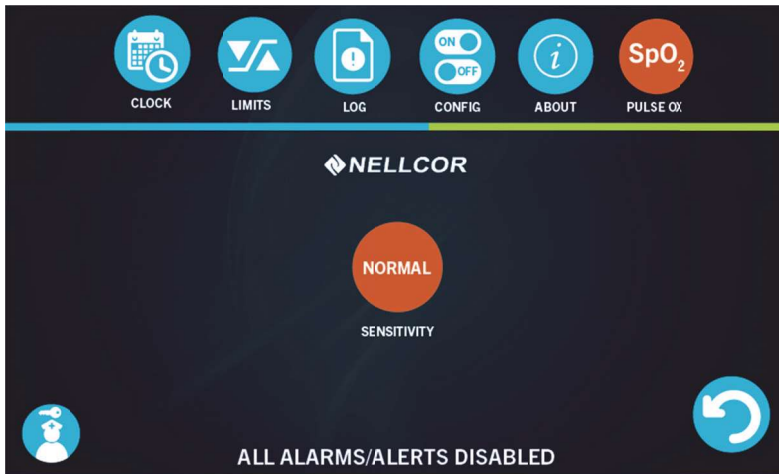 ON
OFF
i
SpO₂
CLOCK
LIMITS
LOG
CONFIG
ABOUT
PULSE OX
NELLCOR
NORMAL
SENSITIVITY
ALL ALARMS/ALERTS DISABLED